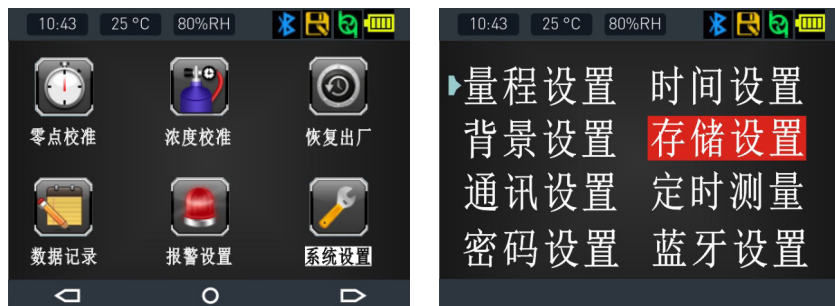 10:43 25 °C 80%RH
零点校准 浓度校准 恢复出厂
数据记录 报警设置 系统设置
10:43 25 °C 80%RH
量程设置 时间设置
背景设置 存储设置
通讯设置 定时测量
密码设置 蓝牙设置